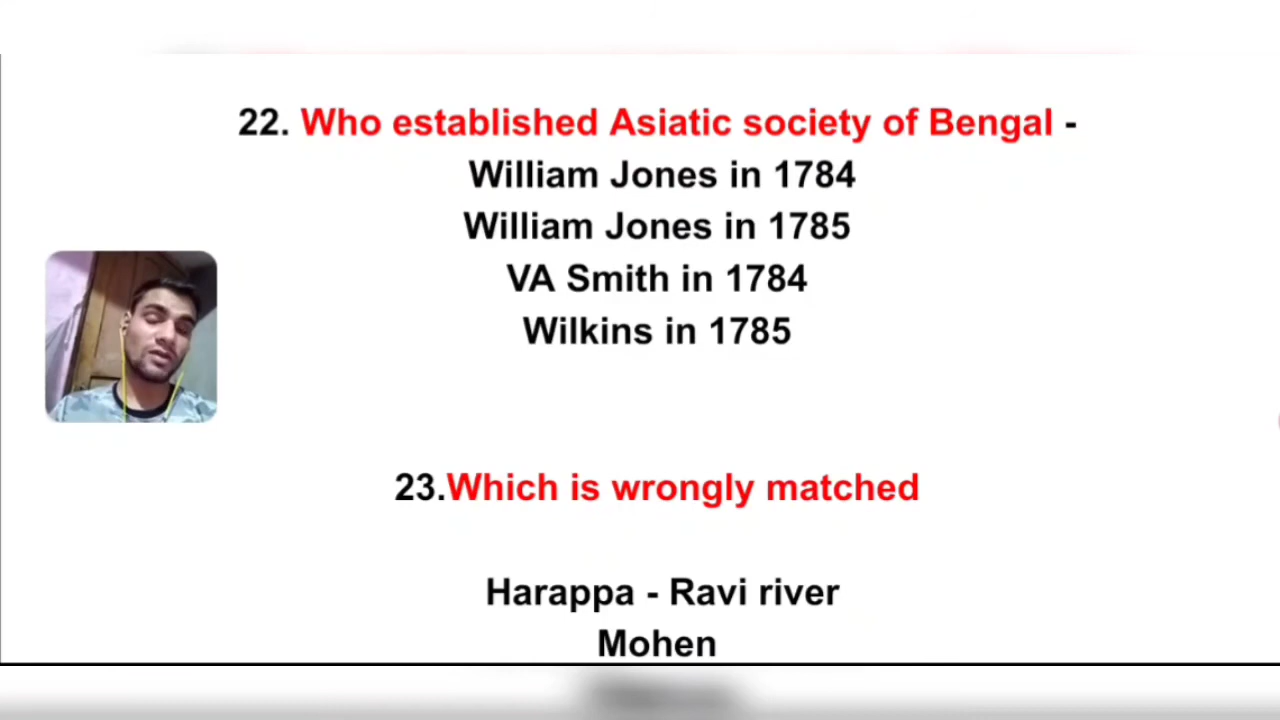 22. Who established Asiatic society of Bengal -
William Jones in 1784
William Jones in 1785
VA Smith in 1784
Wilkins in 1785
23.Which is wrongly matched
Harappa - Ravi river
Mohen